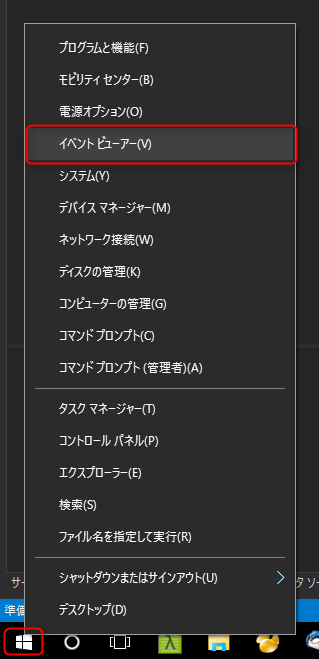 プログラムと機能(F)
モビリティ センター(B)
電源オプション(O)
イベント ビューアー(V)
システム(Y)
デバイス マネージャー(M)
ネットワーク接続(W)
ディスクの管理(K)
コンピューターの管理(G)
コマンド プロンプト(C)
コマンド プロンプト (管理者)(A)
タスク マネージャー(T)
コントロール パネル(P)
エクスプローラー(E)
検索(S)
ファイル名を指定して実行(R)
シャットダウンまたはサインアウト(U)
デスクトップ(D)
サー
タ ソー
準備